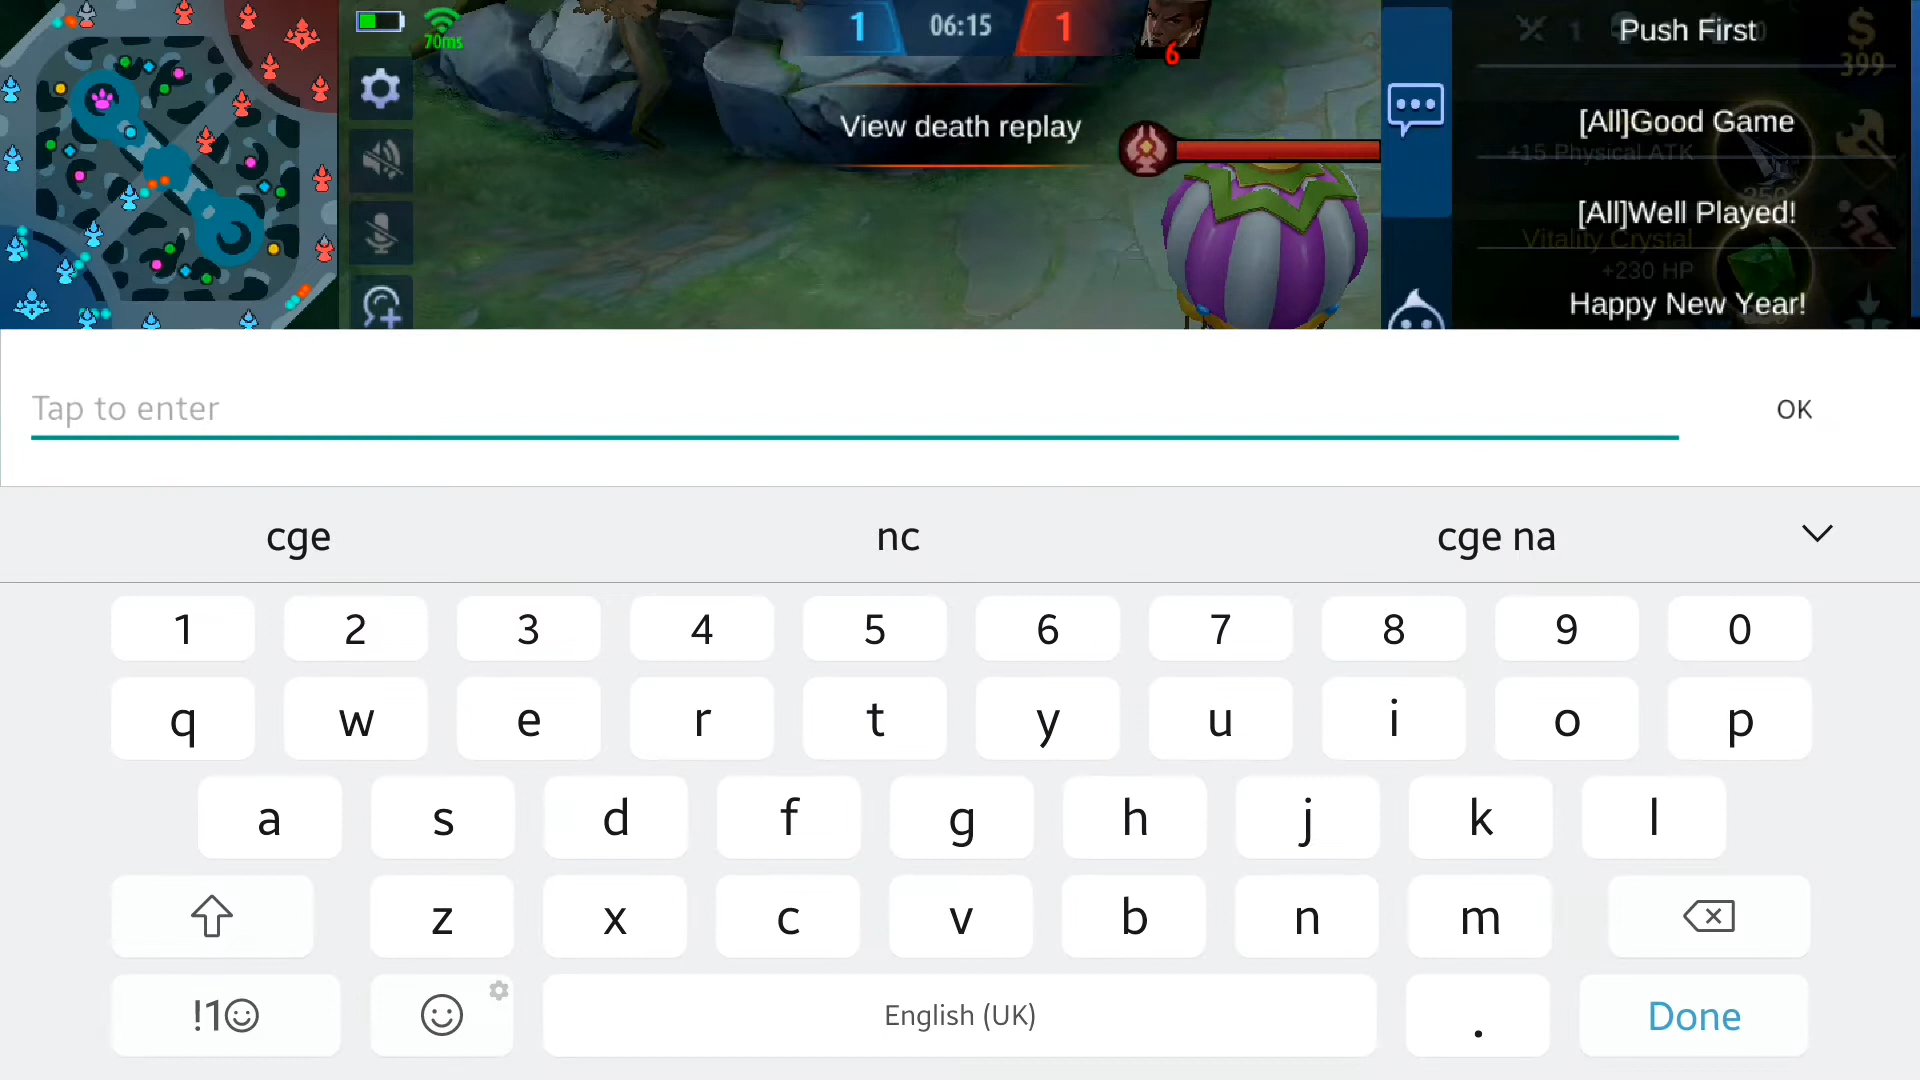 70ms
1 06:15 1
6
View death replay
1
Push First
$
399
[All]Good Game
+15 Physical ATK
250
[All]Well Played!
Vitality Crystal
+230 HP
Happy New Year!
Tap to enter
OK
cge nc cge na
1 2 3 4 5 6 7 8 9 0
q w e r t y u i o p
a s d f g h j k l
z x c v b n m
!1☺ English (UK) . Done